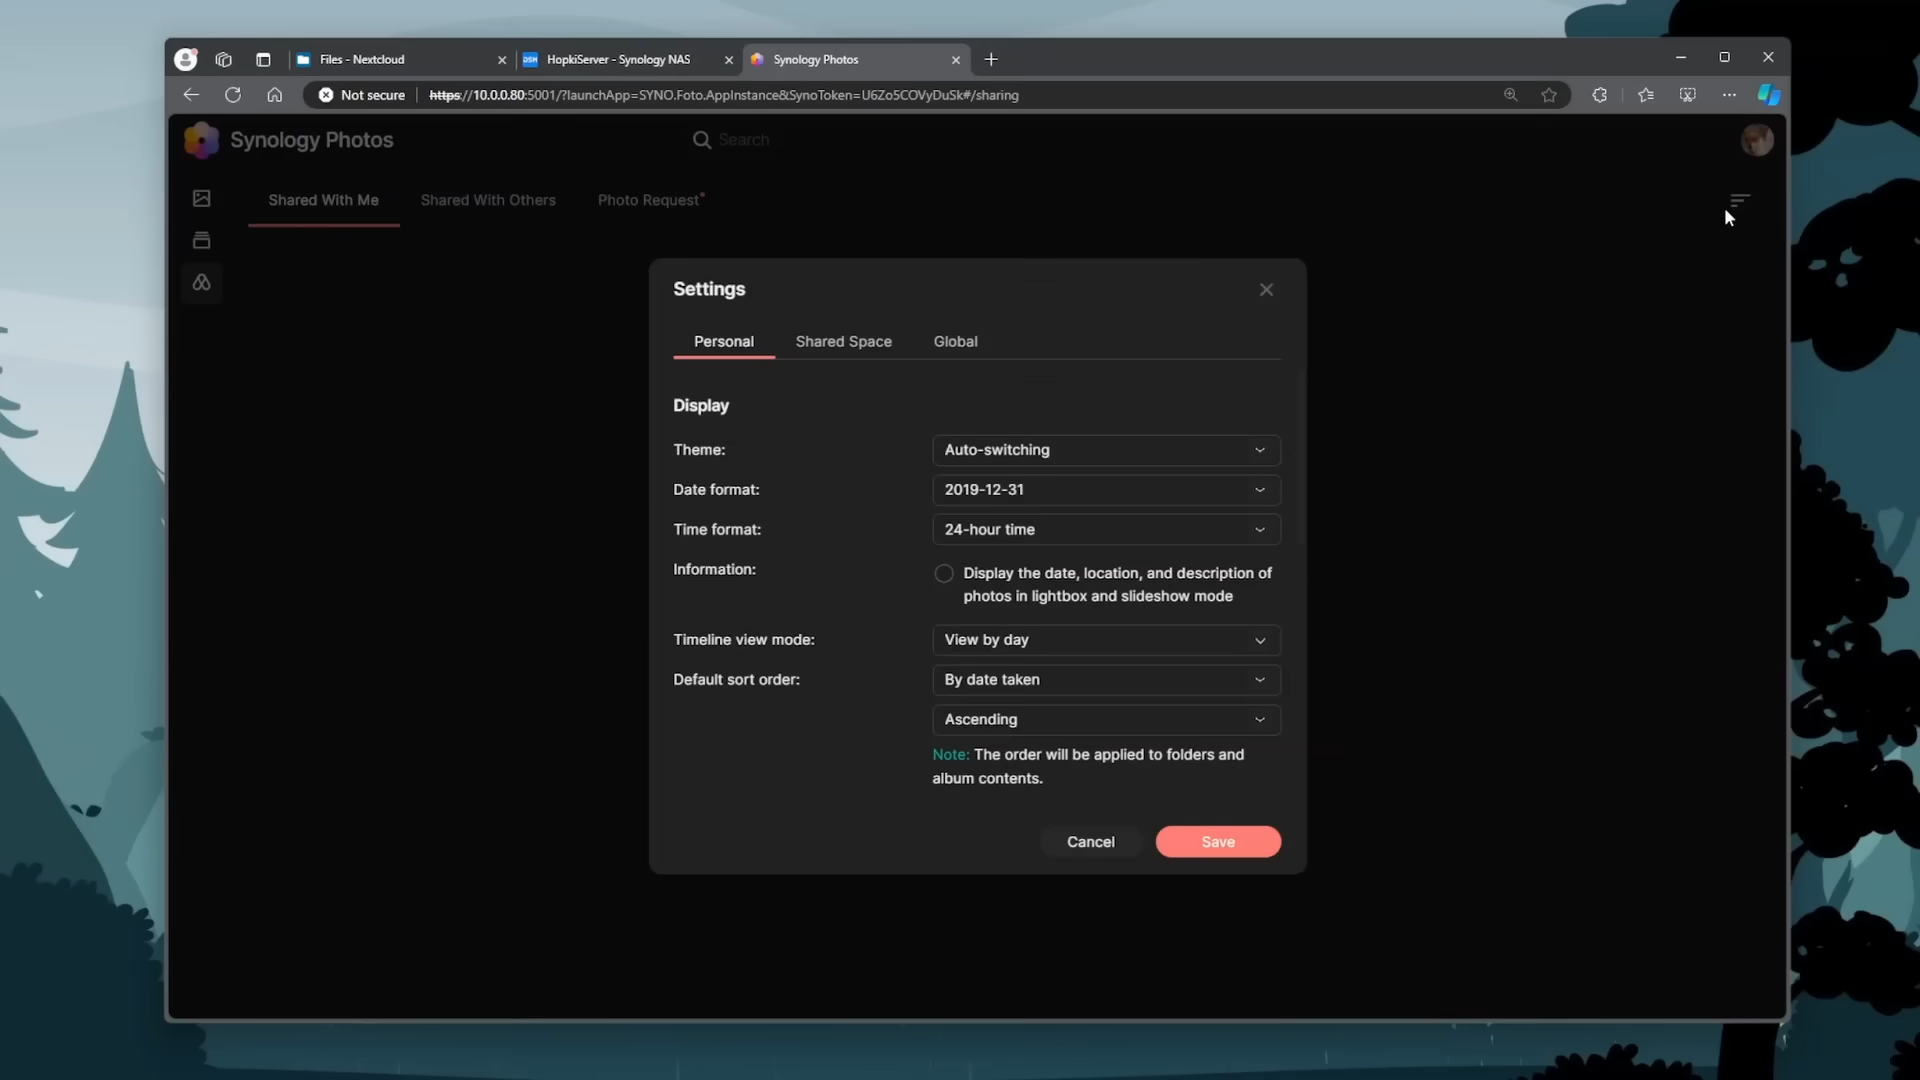 Files - Nextcloud
DSM HopkiServer - Synology NAS
Synology Photos
Not secure https://10.0.0.80:5001/?launchApp=SYNO.Foto.AppInstance&SynoToken=U6Zo5COVyDuSk#/sharing
Synology Photos
Search
Shared With Me
Shared With Others
Photo Request
Settings
Personal
Shared Space
Global
Display
Theme:
Auto-switching
Date format:
2019-12-31
Time format:
24-hour time
Information:
Display the date, location, and description of
photos in lightbox and slideshow mode
Timeline view mode:
View by day
Default sort order:
By date taken
Ascending
Note: The order will be applied to folders and
album contents.
Cancel
Save